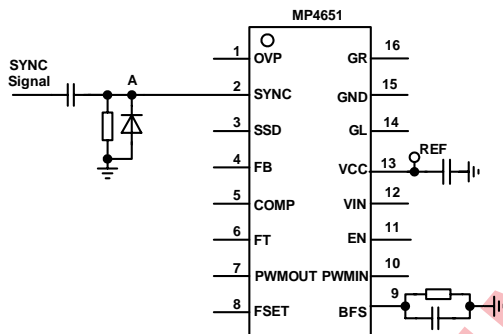 MP4651
SYNC
Signal
A
1 OVP
2 SYNC
3 SSD
4 FB
5 COMP
6 FT
7 PWMOUT
8 FSET
GR 16
GND 15
GL 14
VCC 13
REF
VIN 12
EN 11
PWMIN 10
BFS 9